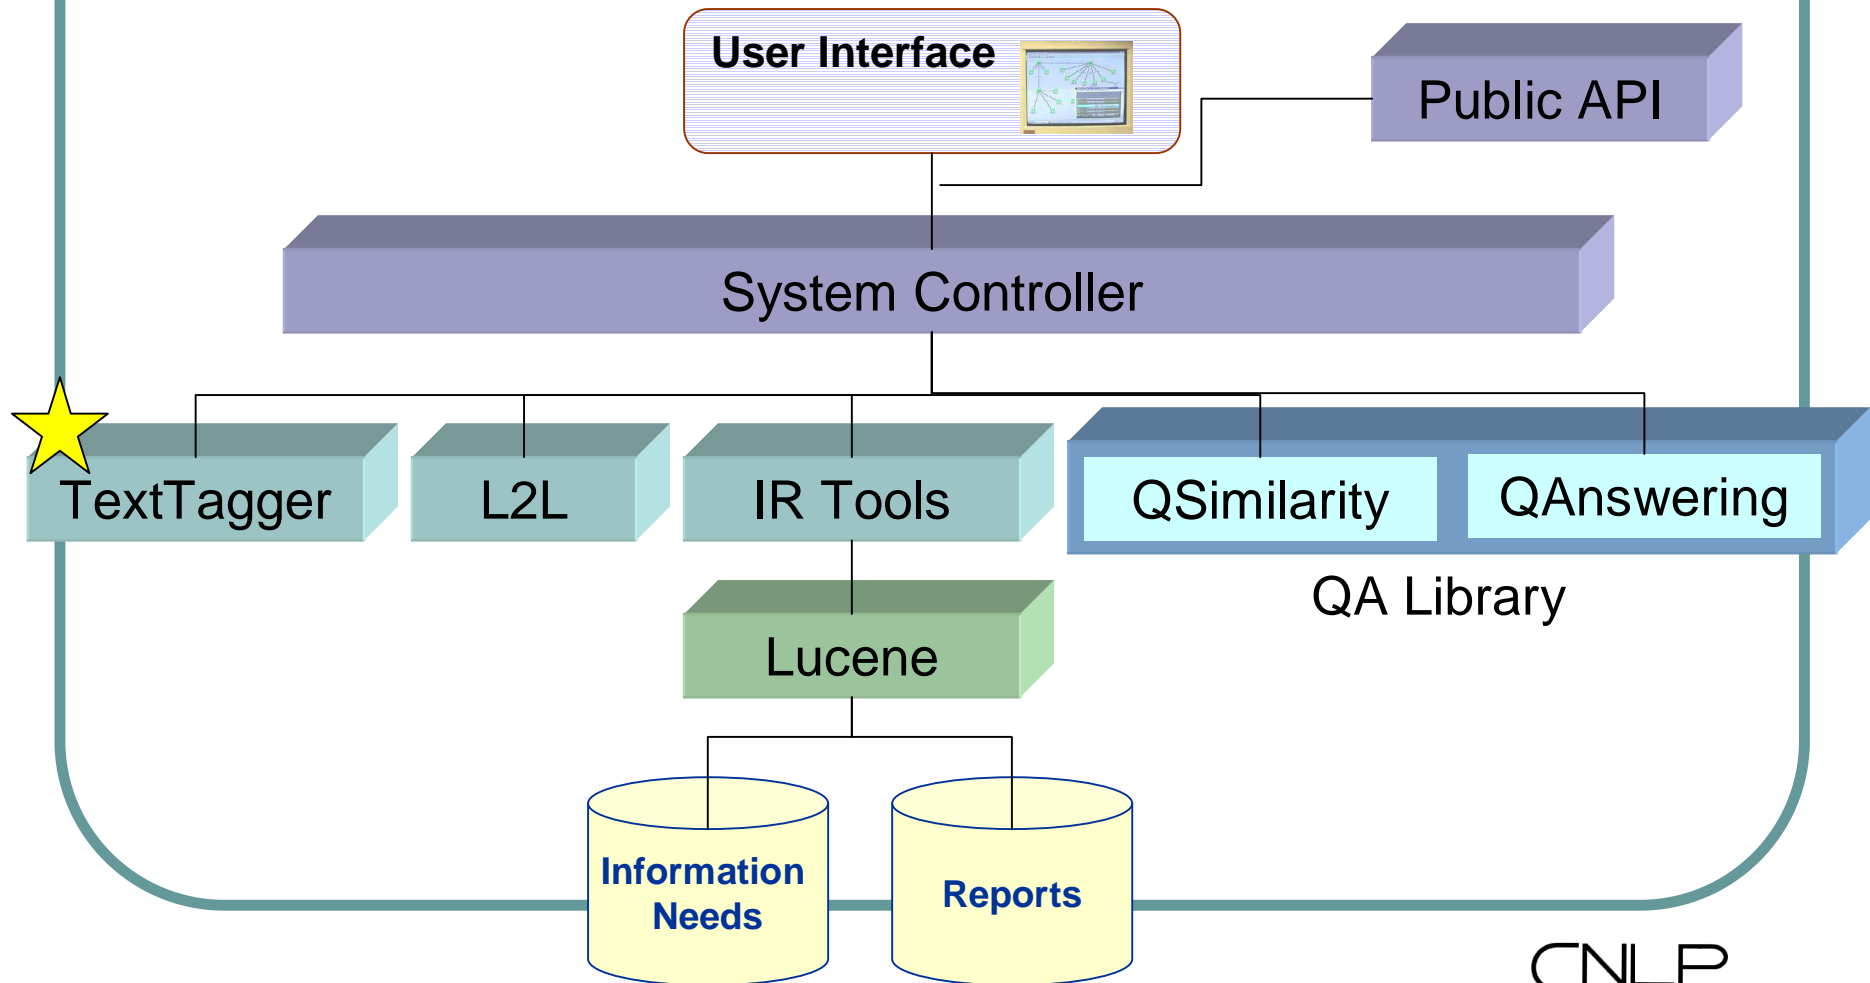 User Interface
Public API
System Controller
TextTagger
L2L
IR Tools
QSimilarity
QAnswering
QA Library
Lucene
Information
Needs
Reports
CNLP